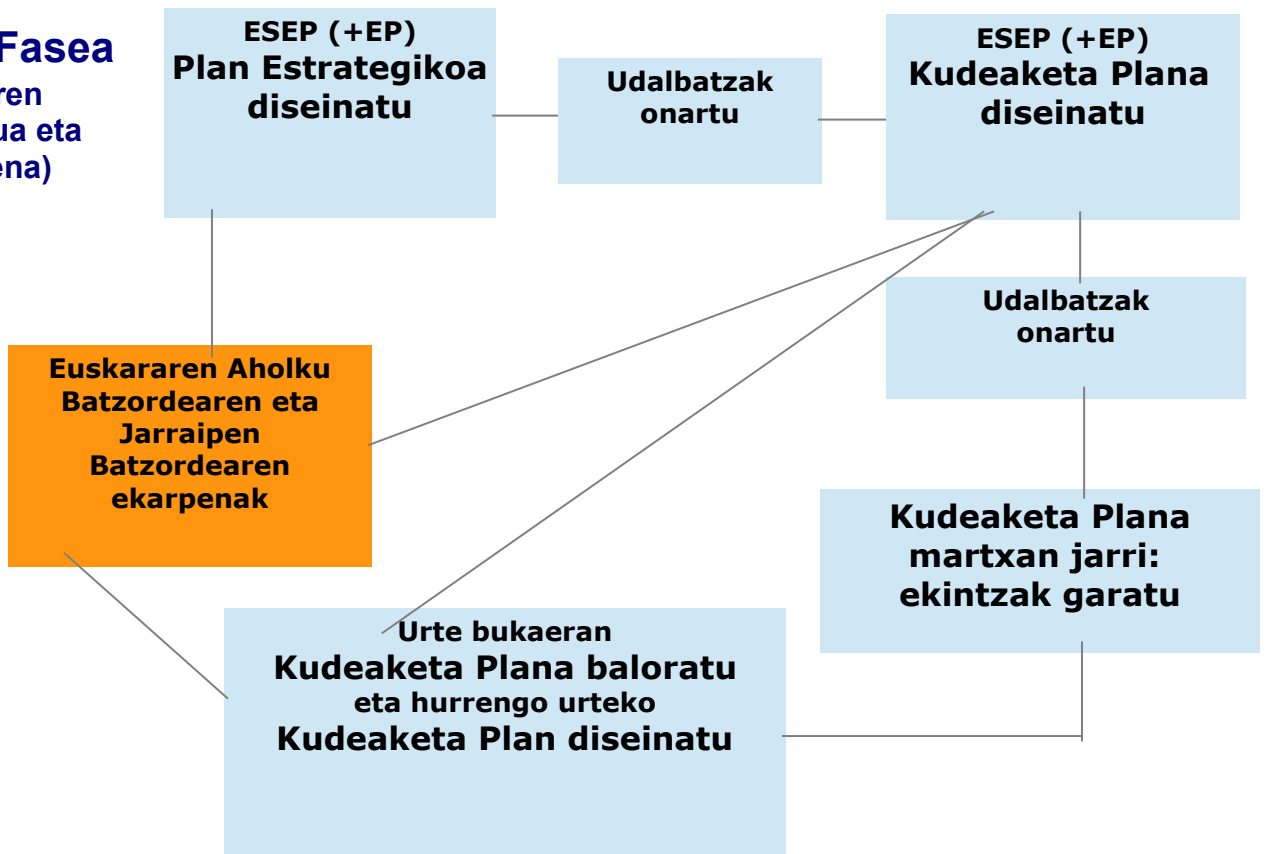 Fasea
ren
ua eta
ena)
ESEP (+EP)
Plan Estrategikoa
diseinatu
Udalbatzak
onartu
ESEP (+EP)
Kudeaketa Plana
diseinatu
Udalbatzak
onartu
Euskararen Aholku
Batzordearen eta
Jarraipen
Batzordearen
ekarpenak
Kudeaketa Plana
martxan jarri:
ekintzak garatu
Urte bukaeran
Kudeaketa Plana baloratu
eta hurrengo urteko
Kudeaketa Plan diseinatu